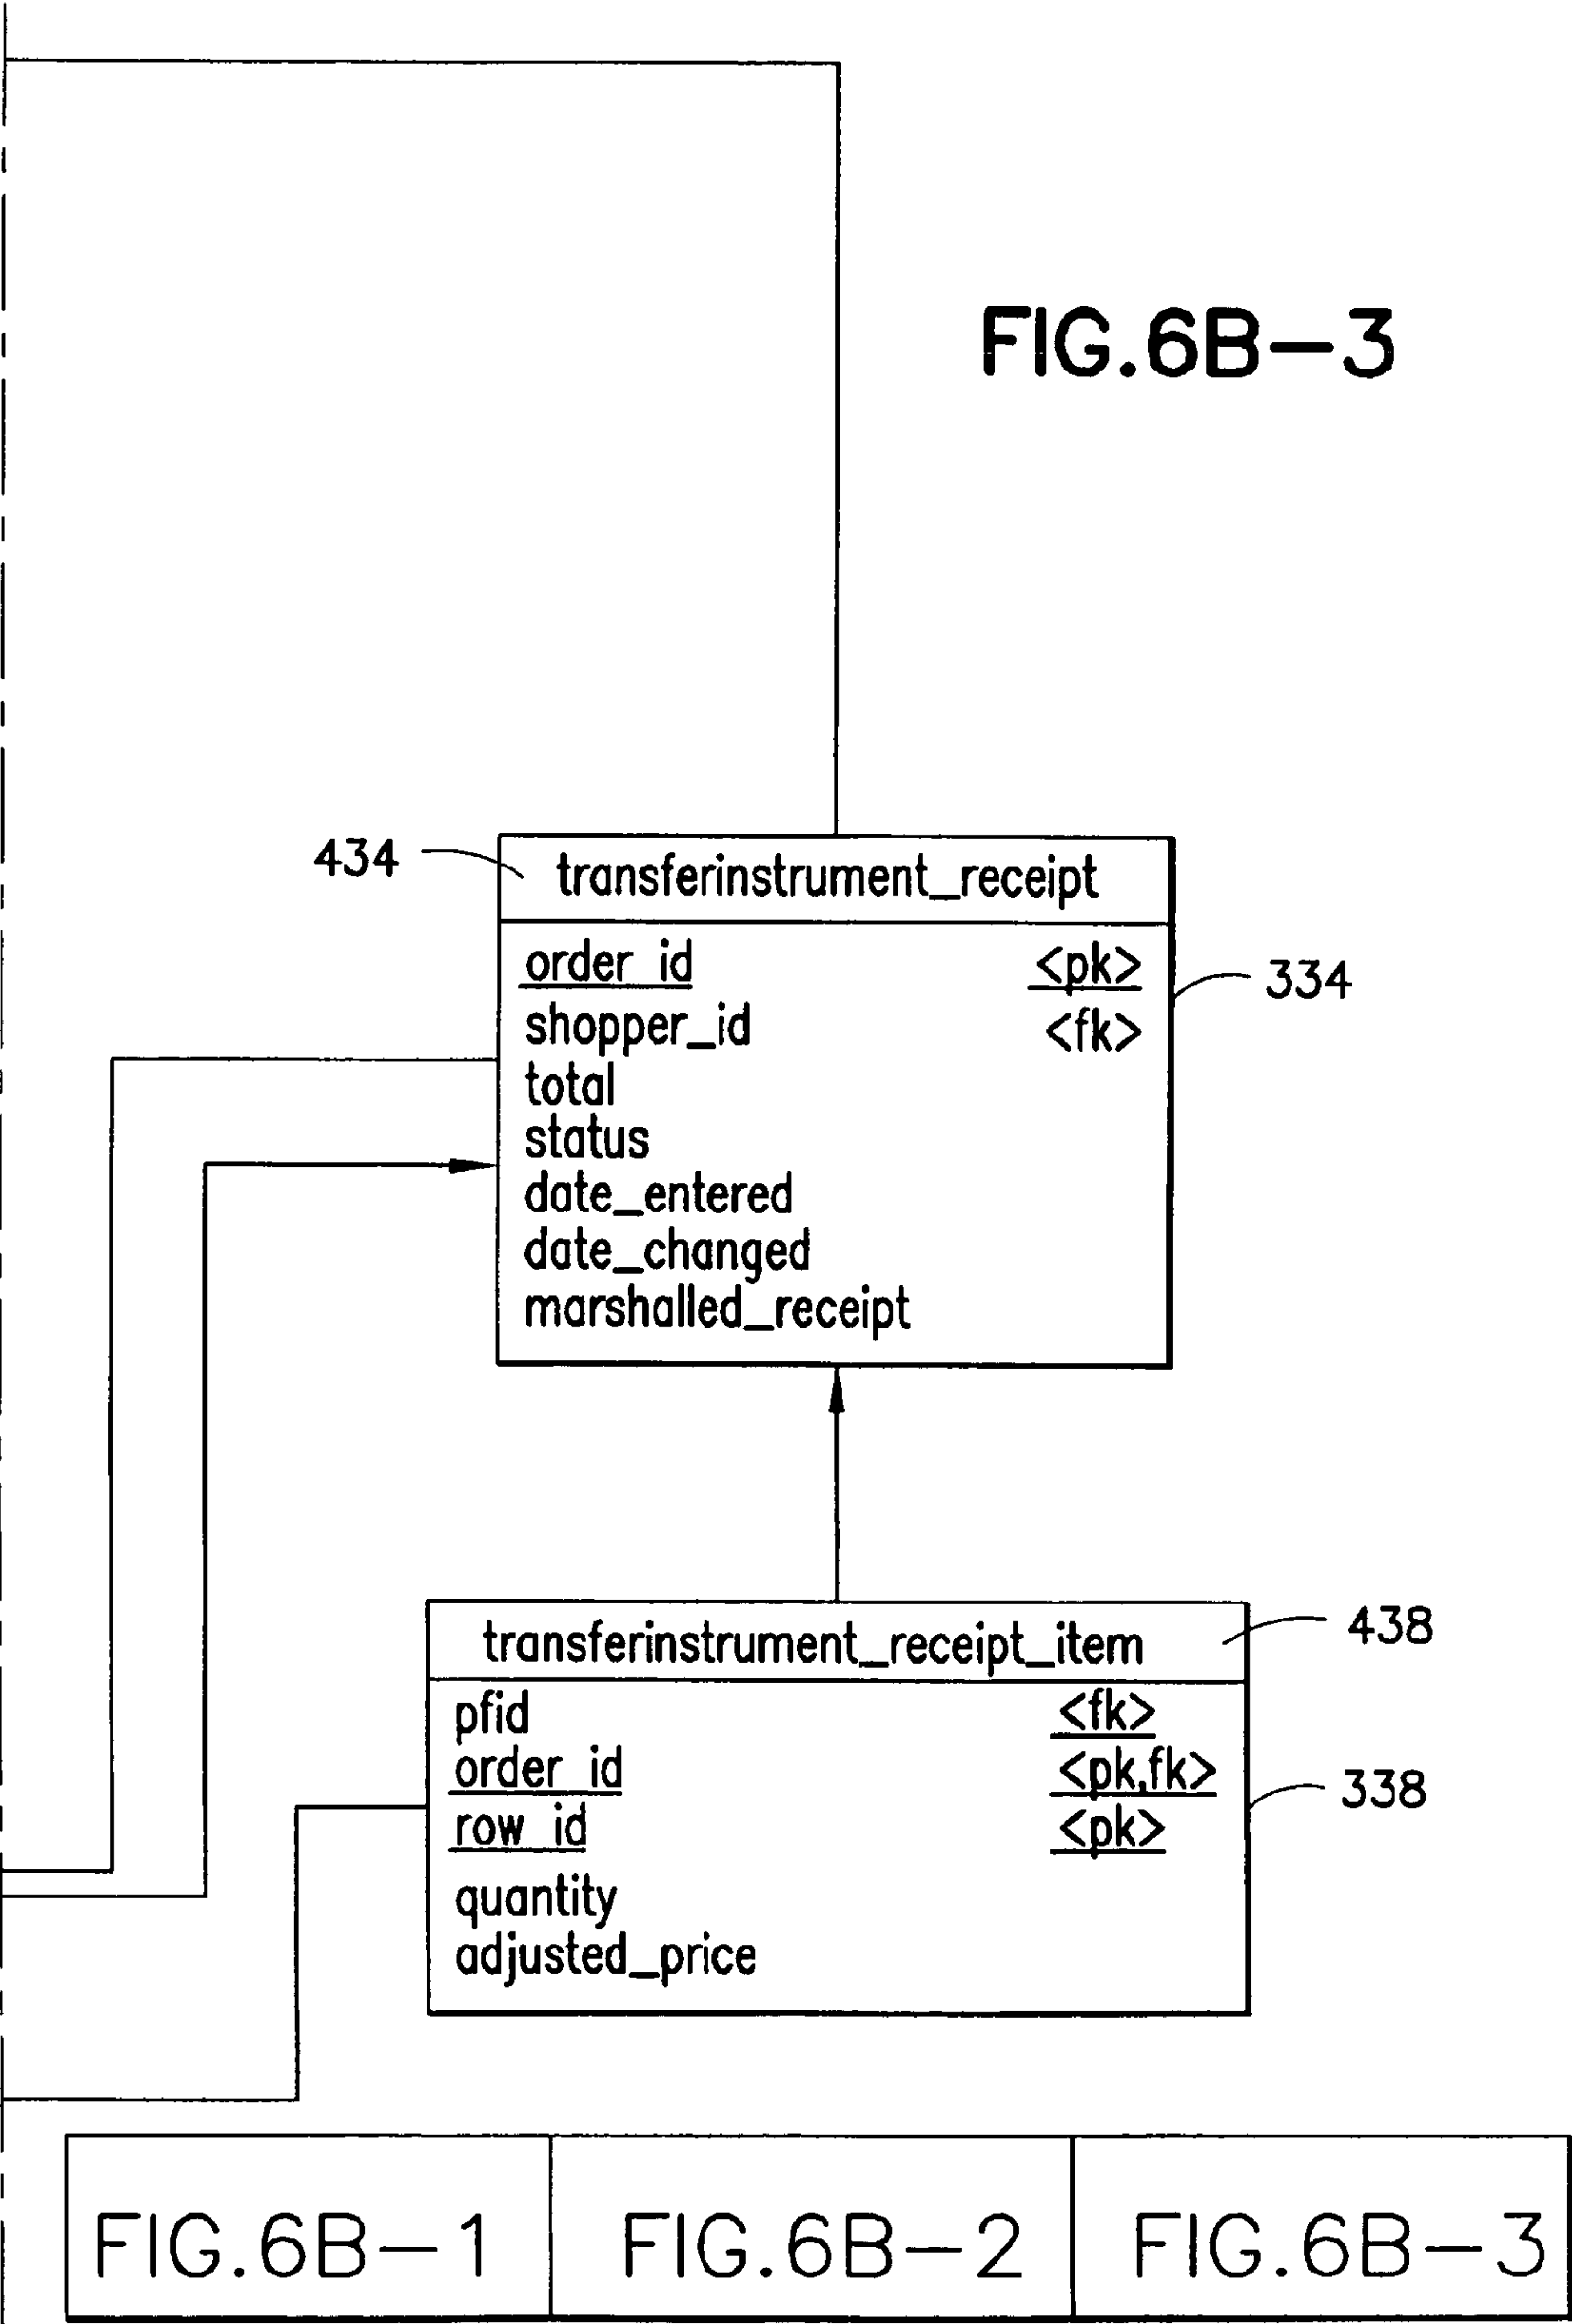 FIG.6B-3
434
transferinstrument_receipt
order_id <pk>
334
shopper_id <fk>
total
status
date_entered
date_changed
marshalled_receipt
transferinstrument_receipt_item
438
pfid <fk>
order_id <pk,fk>
338
row_id <pk>
quantity
adjusted_price
FIG.6B-1 FIG.6B-2 FIG.6B-3